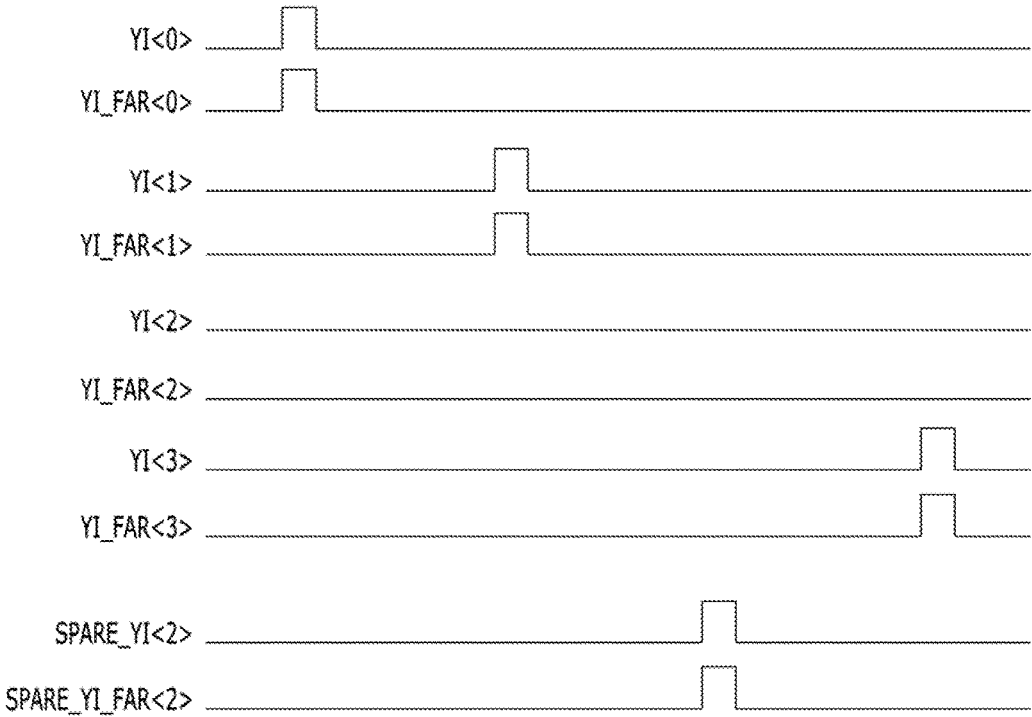 YI<0>
YI_FAR<0>
YI<1>
YI_FAR<1>
YI<2>
YI_FAR<2>
YI<3>
YI_FAR<3>
SPARE_YI<2>
SPARE_YI_FAR<2>